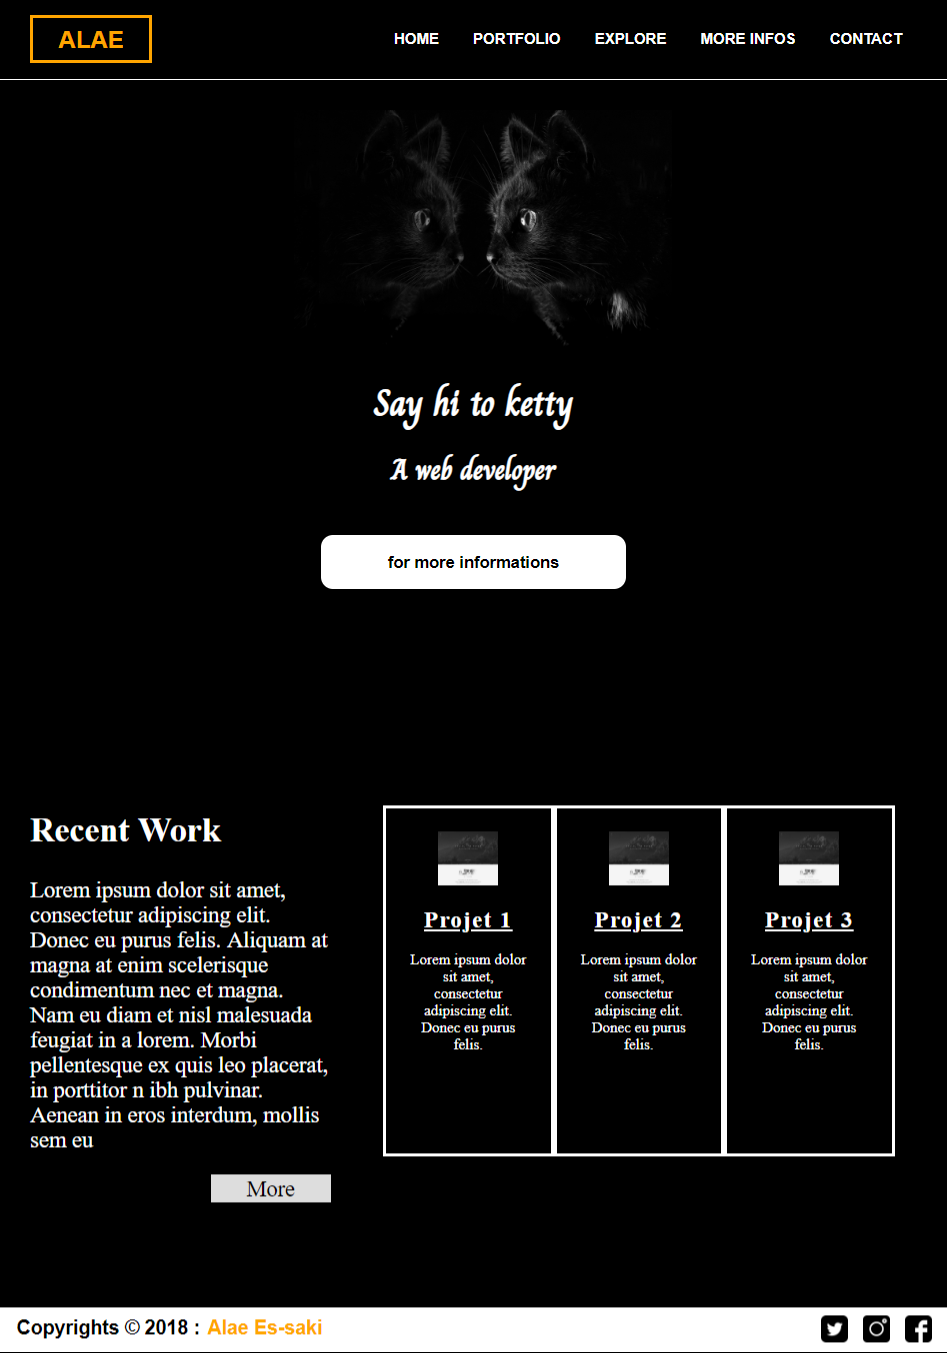 ALAE
HOME PORTFOLIO EXPLORE MORE INFOS CONTACT
Say hi to ketty
A web developer
for more informations
Recent Work
Lorem ipsum dolor sit amet,
consectetur adipiscing elit.
Donec eu purus felis. Aliquam at
magna at enim scelerisque
condimentum nec et magna.
Nam eu diam et nisl malesuada
feugiat in a lorem. Morbi
pellentesque ex quis leo placerat,
in porttitor n ibh pulvinar.
Aenean in eros interdum, mollis
sem eu
More
Projet 1
Lorem ipsum dolor
sit amet,
consectetur
adipiscing elit.
Donec eu purus
felis.
Projet 2
Lorem ipsum dolor
sit amet,
consectetur
adipiscing elit.
Donec eu purus
felis.
Projet 3
Lorem ipsum dolor
sit amet,
consectetur
adipiscing elit.
Donec eu purus
felis.
Copyrights © 2018 : Alae Es-saki